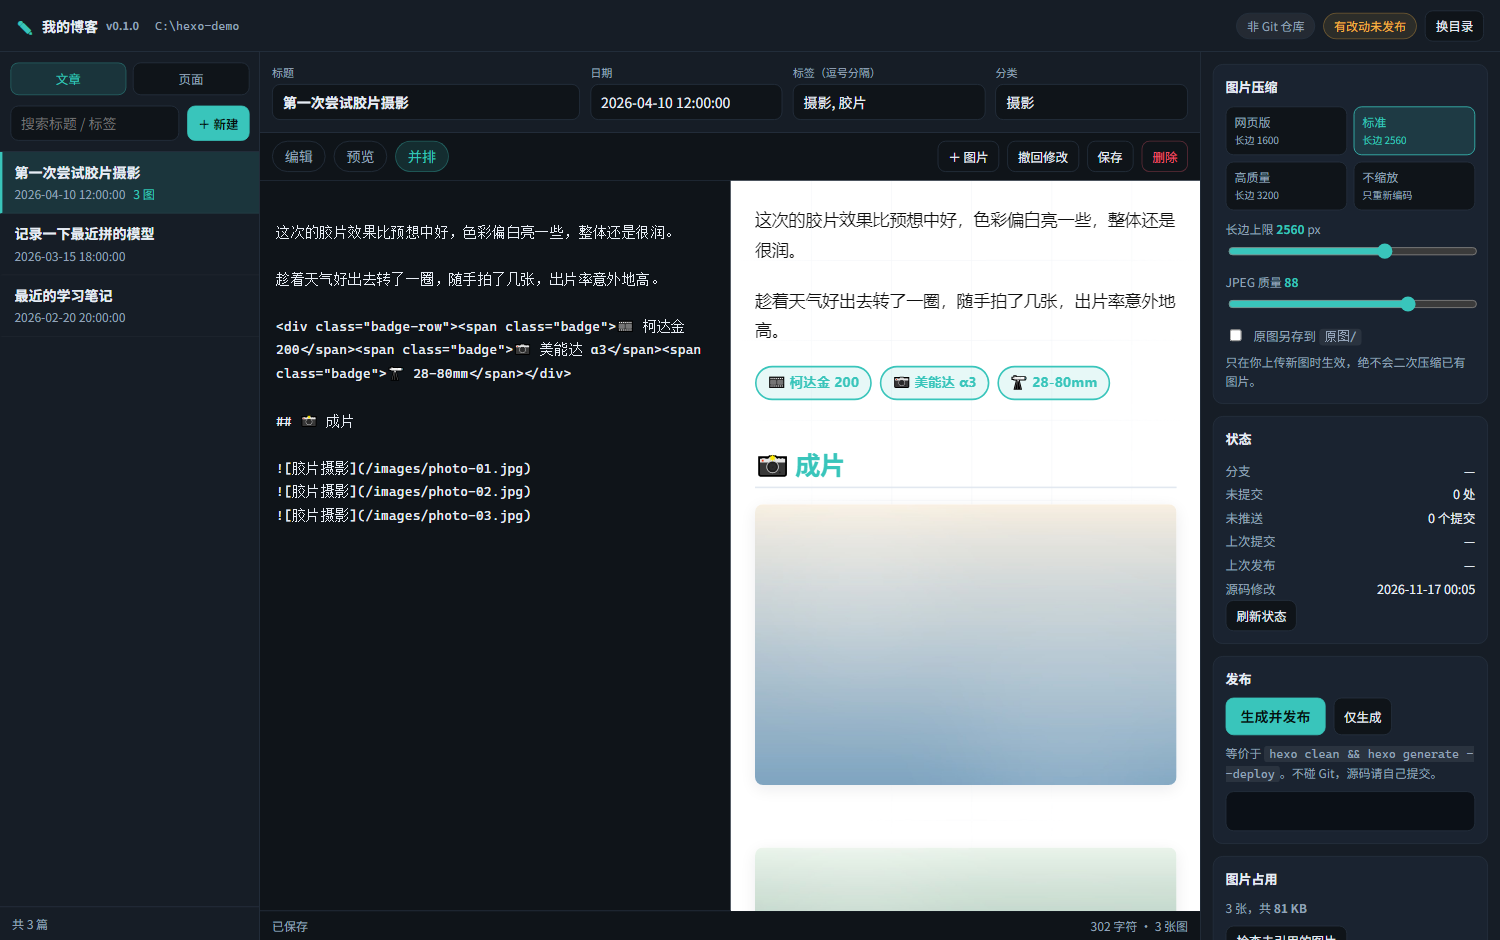 我的博客 v0.1.0 C:\hexo-demo
非 Git 仓库 有改动未发布 换目录
文章 页面
搜索标题 / 标签 ＋ 新建
第一次尝试胶片摄影
2026-04-10 12:00:00 3 图
记录一下最近拼的模型
2026-03-15 18:00:00
最近的学习笔记
2026-02-20 20:00:00
共 3 篇
标题 日期 标签（逗号分隔） 分类
第一次尝试胶片摄影 2026-04-10 12:00:00 摄影, 胶片 摄影
编辑 预览 并排 ＋ 图片 撤回修改 保存 删除
这次的胶片效果比预想中好，色彩偏白亮一些，整体还是很润。
趁着天气好出去转了一圈，随手拍了几张，出片率意外地高。
<div class="badge-row"><span class="badge">🎞️ 柯达金
200</span><span class="badge">📷 美能达 α3</span><span
class="badge">🔭 28-80mm</span></div>
## 📸 成片
![胶片摄影](/images/photo-01.jpg)
![胶片摄影](/images/photo-02.jpg)
![胶片摄影](/images/photo-03.jpg)
这次的胶片效果比预想中好，色彩偏白亮一些，整体还是
很润。
趁着天气好出去转了一圈，随手拍了几张，出片率意外地
高。
🎞️ 柯达金 200 📷 美能达 α3 🔭 28-80mm
📸 成片
已保存 302 字符 · 3 张图
图片压缩
网页版 标准
长边 1600 长边 2560
高质量 不缩放
长边 3200 只重新编码
长边上限 2560 px
JPEG 质量 88
原图另存到 原图/
只在你上传新图时生效，绝不会二次压缩已有
图片。
状态
分支 —
未提交 0 处
未推送 0 个提交
上次提交 —
上次发布 —
源码修改 2026-11-17 00:05
刷新状态
发布
生成并发布 仅生成
等价于 hexo clean && hexo generate -
-deploy 。不碰 Git，源码请自己提交。
图片占用
3 张，共 81 KB
检查未引用的图片